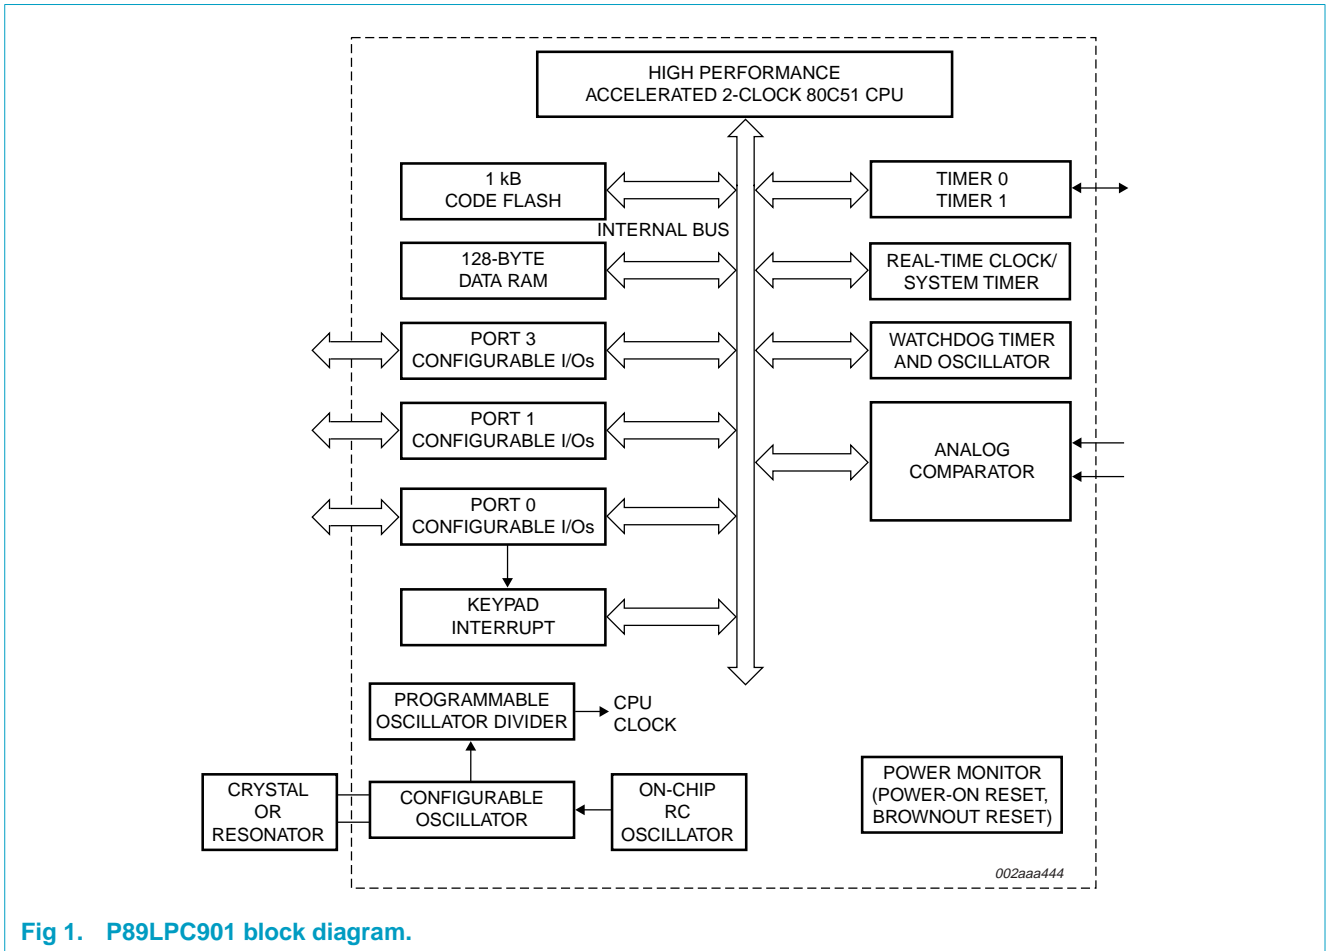 HIGH PERFORMANCE
ACCELERATED 2-CLOCK 80C51 CPU
1 kB
CODE FLASH
TIMER 0
TIMER 1
INTERNAL BUS
128-BYTE
DATA RAM
REAL-TIME CLOCK/
SYSTEM TIMER
PORT 3
CONFIGURABLE I/Os
WATCHDOG TIMER
AND OSCILLATOR
PORT 1
CONFIGURABLE I/Os
ANALOG
COMPARATOR
PORT 0
CONFIGURABLE I/Os
KEYPAD
INTERRUPT
PROGRAMMABLE
OSCILLATOR DIVIDER
CPU
CLOCK
CRYSTAL
OR
RESONATOR
CONFIGURABLE
OSCILLATOR
ON-CHIP
RC
OSCILLATOR
POWER MONITOR
(POWER-ON RESET,
BROWNOUT RESET)
002aaa444
Fig 1. P89LPC901 block diagram.